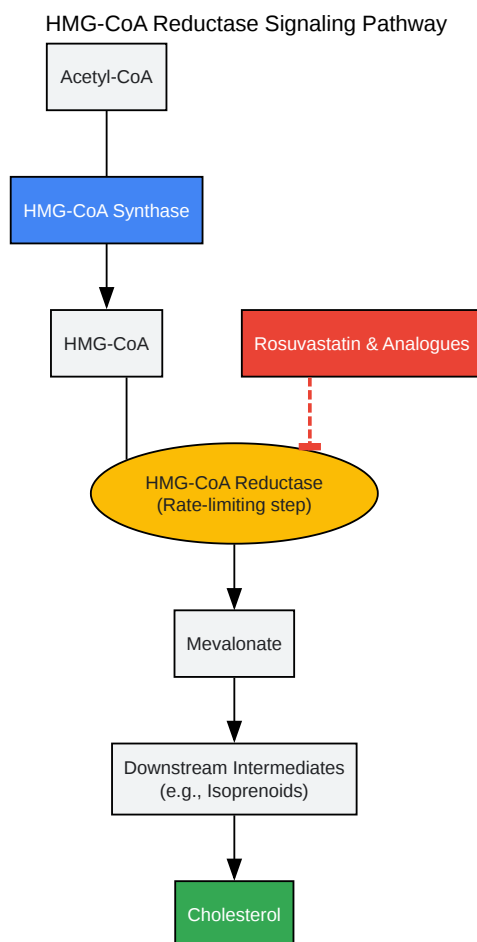 HMG-CoA Reductase Signaling Pathway
Acetyl-CoA
HMG-CoA Synthase
HMG-CoA
Rosuvastatin & Analogues
HMG-CoA Reductase
(Rate-limiting step)
Mevalonate
Downstream Intermediates
(e.g., Isoprenoids)
Cholesterol